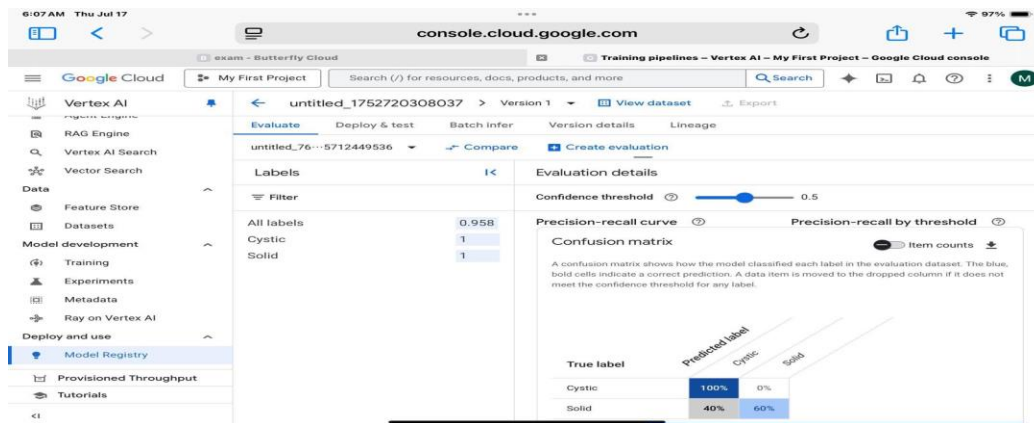 6:07 AM Thu Jul 17
97%
console.cloud.google.com
exam - Butterfly Cloud
Training pipelines – Vertex AI – My First Project – Google Cloud console
Google Cloud
My First Project
Search (/) for resources, docs, products, and more
Search
M
Vertex AI
untitled_1752720308037 > Version 1
View dataset
Export
Agent Engine
RAG Engine
Vertex AI Search
Vector Search
Data
Feature Store
Datasets
Model development
Training
Experiments
Metadata
Ray on Vertex AI
Deploy and use
Model Registry
Provisioned Throughput
Tutorials
Evaluate Deploy & test Batch infer Version details Lineage
untitled_76···5712449536
Compare
Create evaluation
Labels
Filter
All labels 0.958
Cystic 1
Solid 1
Evaluation details
Confidence threshold 0.5
Precision-recall curve Precision-recall by threshold
Confusion matrix
Item counts
A confusion matrix shows how the model classified each label in the evaluation dataset. The blue,
bold cells indicate a correct prediction. A data item is moved to the dropped column if it does not
meet the confidence threshold for any label.
True label
Predicted label
Cystic
Solid
Cystic 100% 0%
Solid 40% 60%